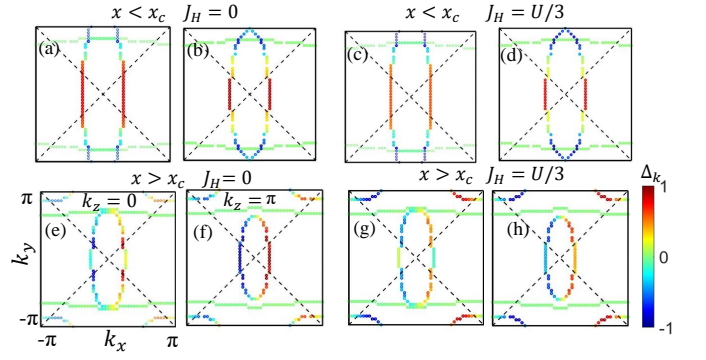 x < x_c J_H = 0 x < x_c J_H = U/3
(a) (b) (c) (d)
x > x_c J_H = 0 x > x_c J_H = U/3
Δ_k
π k_z = 0 k_z = π 1
(e) (f) (g) (h)
k_y 0
-π -1
-π k_x π